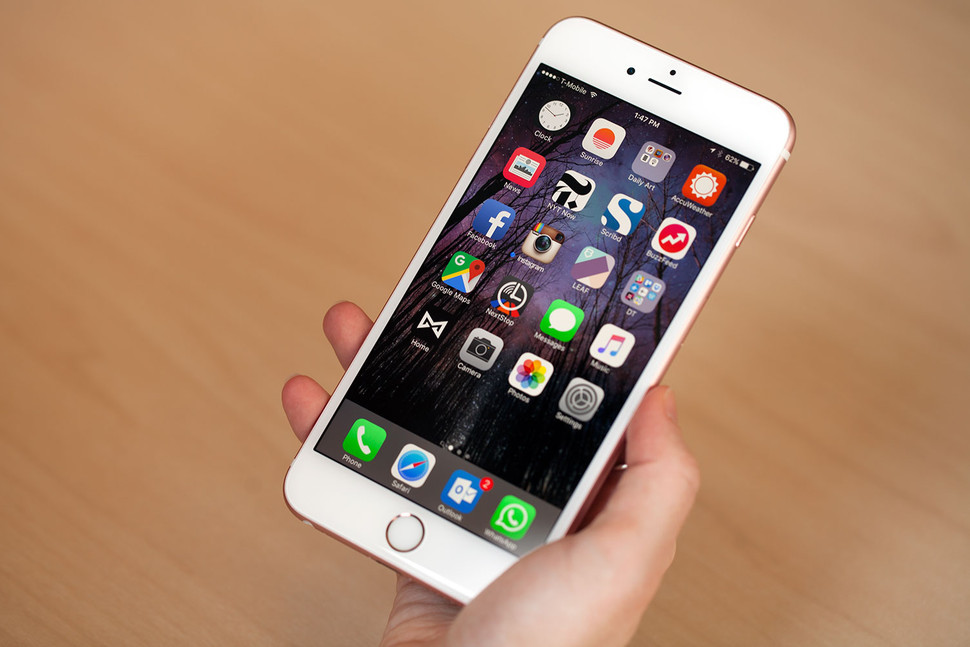 T-Mobile 1:47 PM 62%
Clock Sunrise Daily Art AccuWeather
News NYT Now Scribd BuzzFeed
Facebook Instagram LEAF DT
Google Maps NextStop Messages Music
Home Camera Photos Settings
Phone Safari Outlook 2 WhatsApp